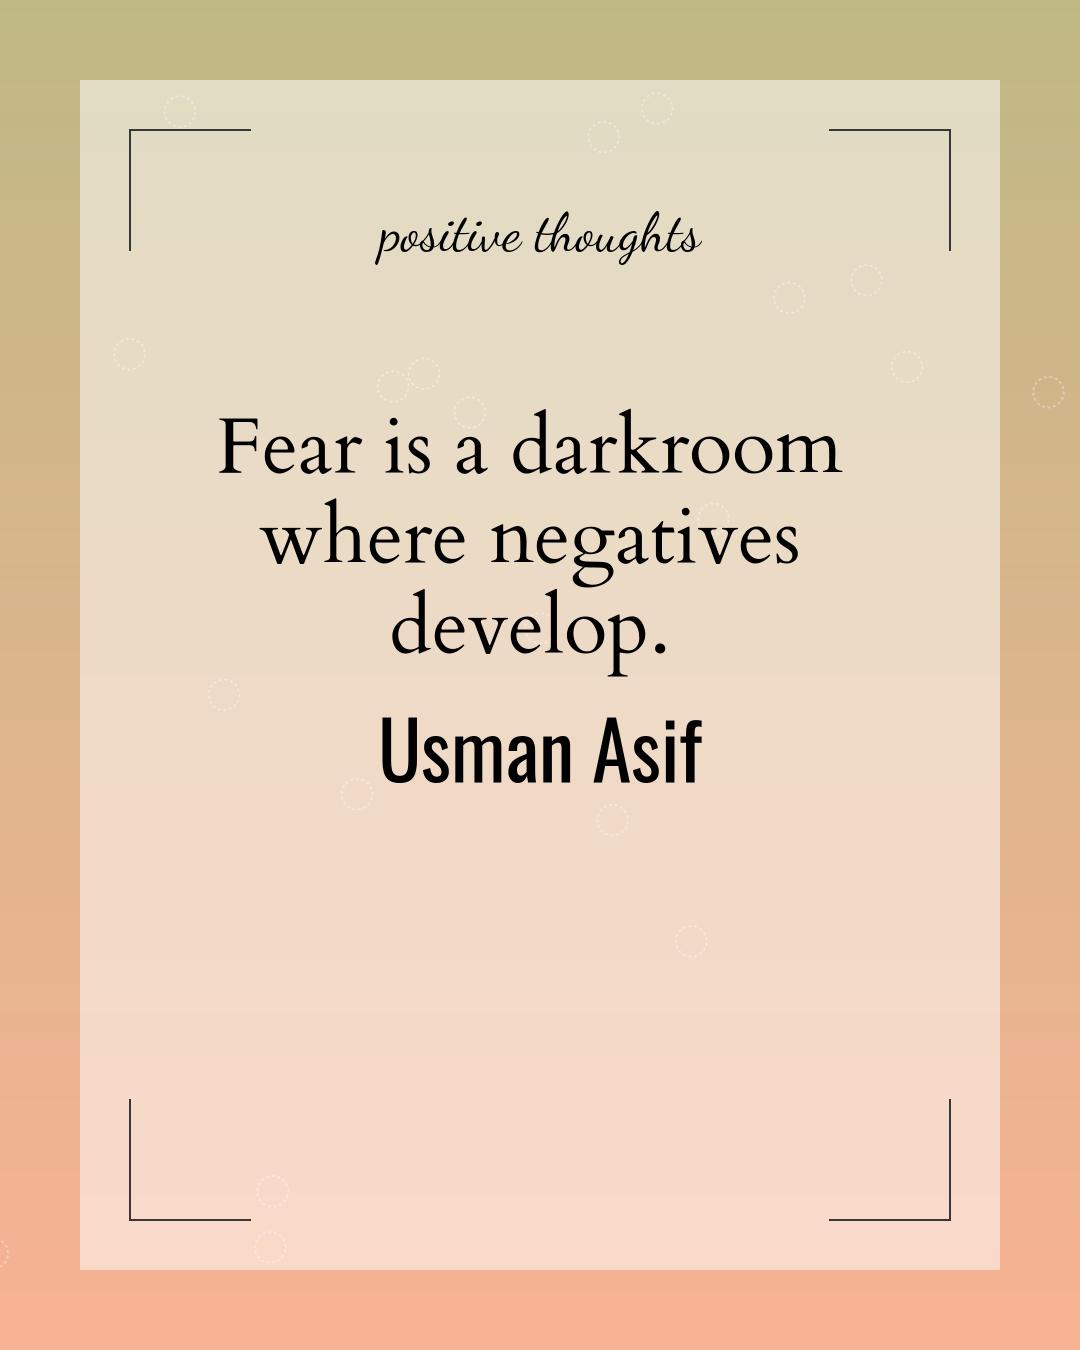 positive thoughts
Fear is a darkroom
where negatives
develop.
Usman Asif